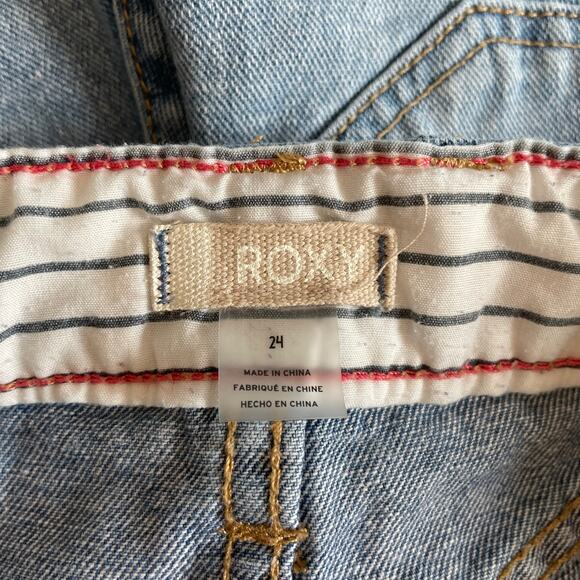 ROXY
24
MADE IN CHINA
FABRIQUÉ EN CHINE
HECHO EN CHINA